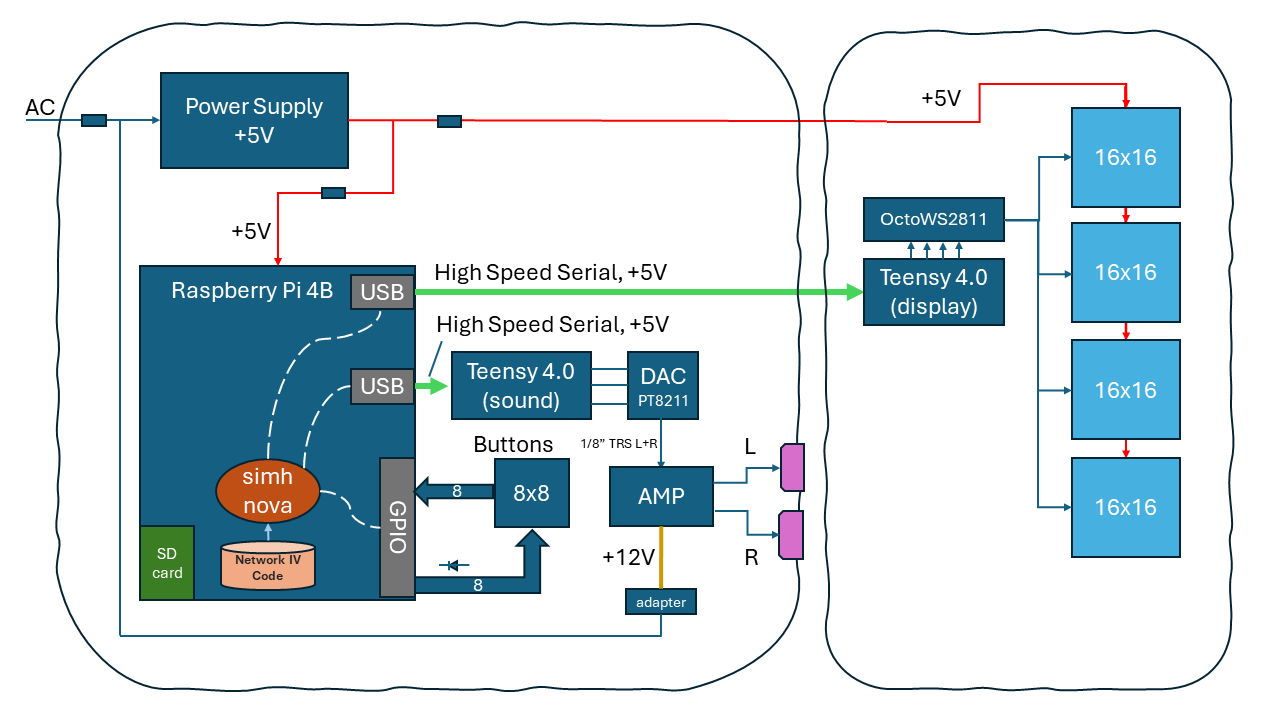 AC
Power Supply
+5V
+5V
+5V
16x16
OctoWS2811
Teensy 4.0
(display)
16x16
16x16
16x16
Raspberry Pi 4B
USB
High Speed Serial, +5V
High Speed Serial, +5V
USB
Teensy 4.0
(sound)
DAC
PT8211
1/8” TRS L+R
Buttons
8x8
8
8
GPIO
simh
nova
Network IV
Code
SD
card
AMP
L
R
+12V
adapter